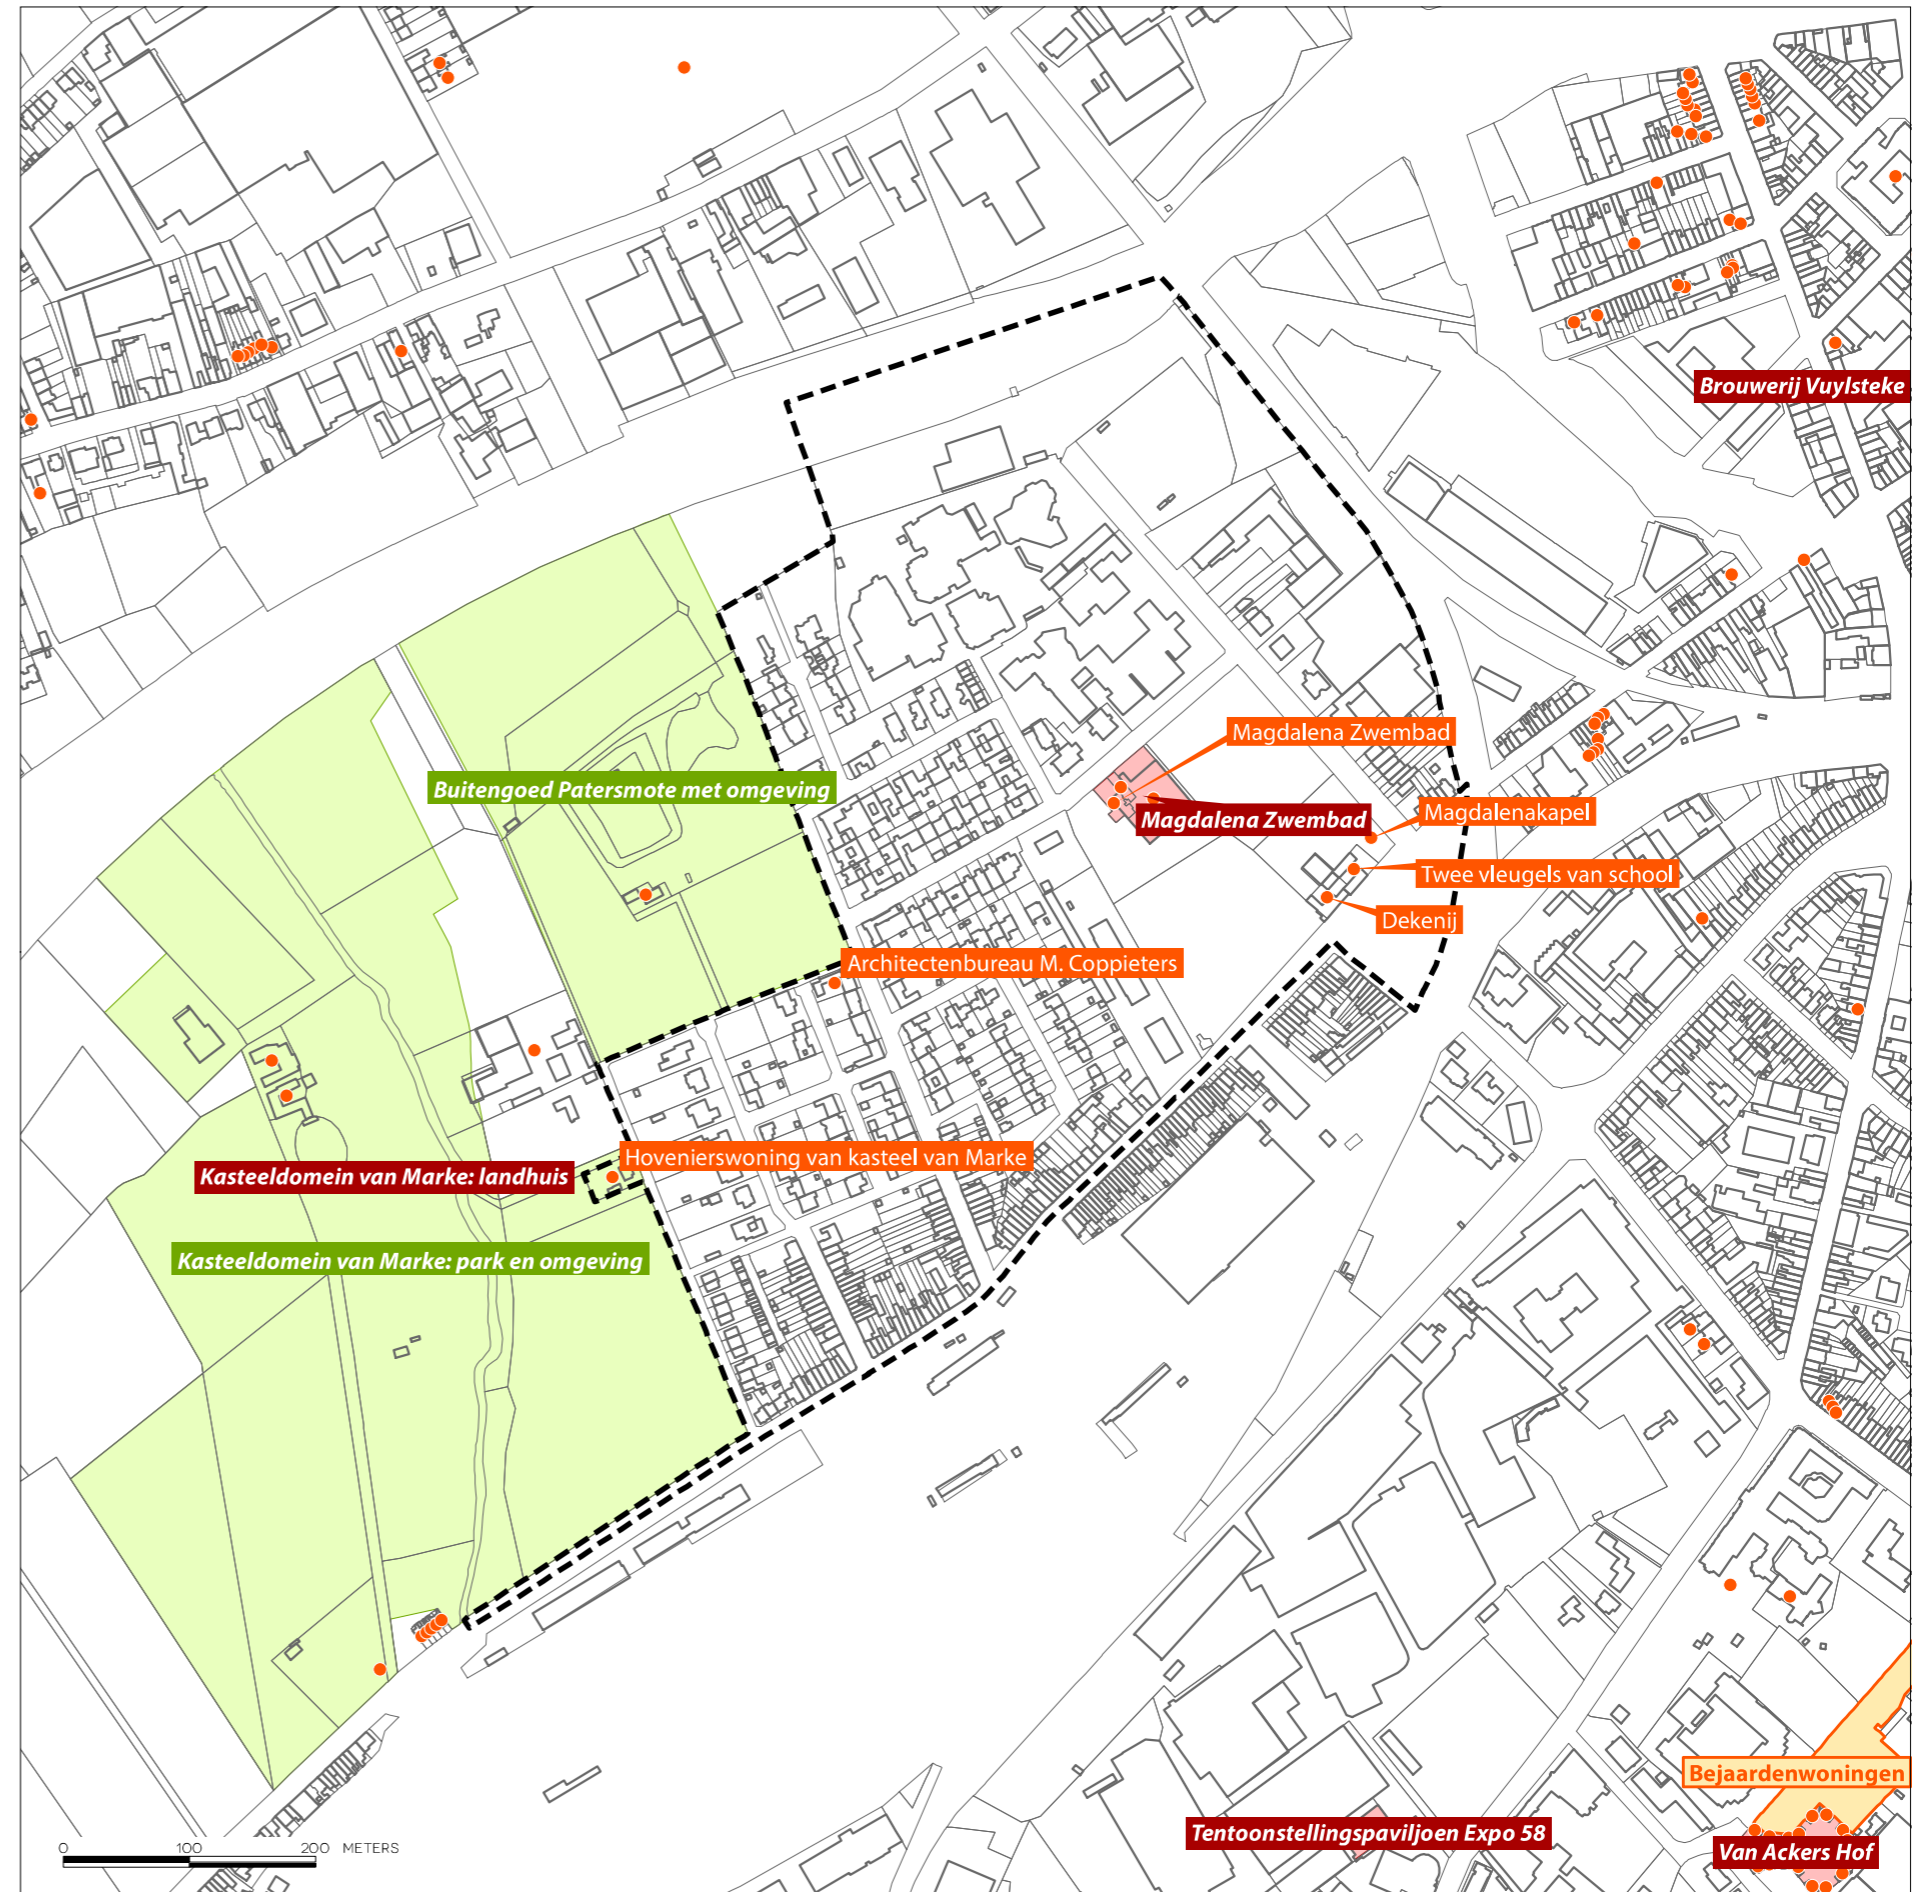 Brouwerij Vuylsteke
Magdalena Zwembad
Buitengoed Patersmote met omgeving
Magdalena Zwembad
Magdalenakapel
Twee vleugels van school
Dekenij
Architectenbureau M. Coppieters
Hovenierswoning van kasteel van Marke
Kasteeldomein van Marke: landhuis
Kasteeldomein van Marke: park en omgeving
Bejaardenwoningen
Tentoonstellingspaviljoen Expo 58
Van Ackers Hof
0 100 200 METERS